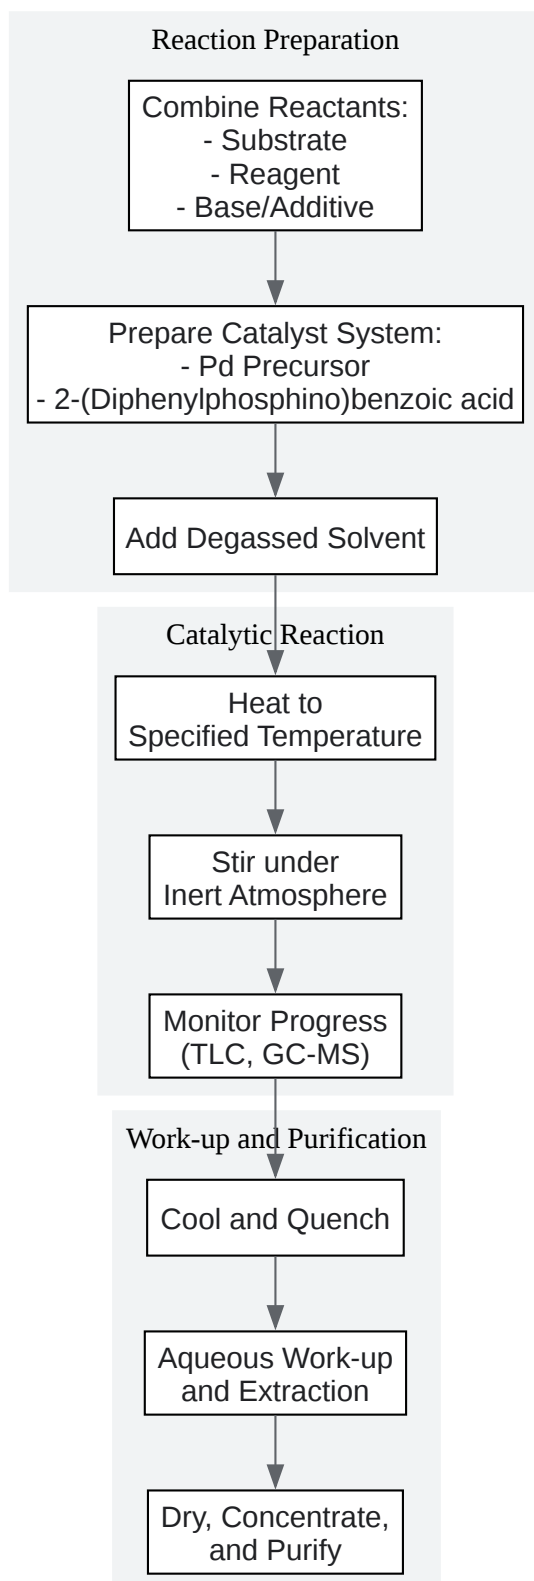 Reaction Preparation
Combine Reactants:
- Substrate
- Reagent
- Base/Additive
Prepare Catalyst System:
- Pd Precursor
- 2-(Diphenylphosphino)benzoic acid
Add Degassed Solvent
Catalytic Reaction
Heat to
Specified Temperature
Stir under
Inert Atmosphere
Monitor Progress
(TLC, GC-MS)
Work-up and Purification
Cool and Quench
Aqueous Work-up
and Extraction
Dry, Concentrate,
and Purify